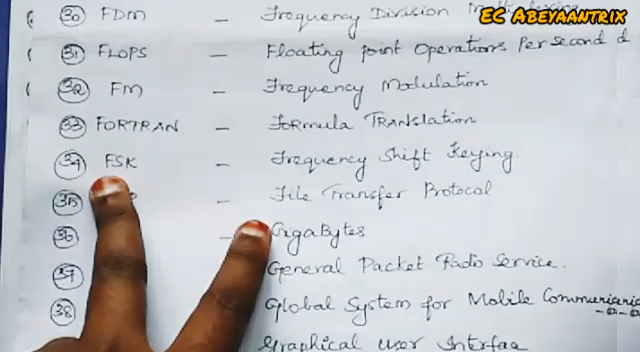 EC ABEYAANTRIX
30 FDM – Frequency Division
31 FLOPS – Floating point Operations Per second
32 FM – Frequency Modulation
33 FORTRAN – FORmula TRANslation
34 FSK – Frequency Shift Keying
35 – File Transfer Protocal
36 – GigaBytes
37 General Packet Radio Service.
38 Global System for Mobile
Graphical User Interfac